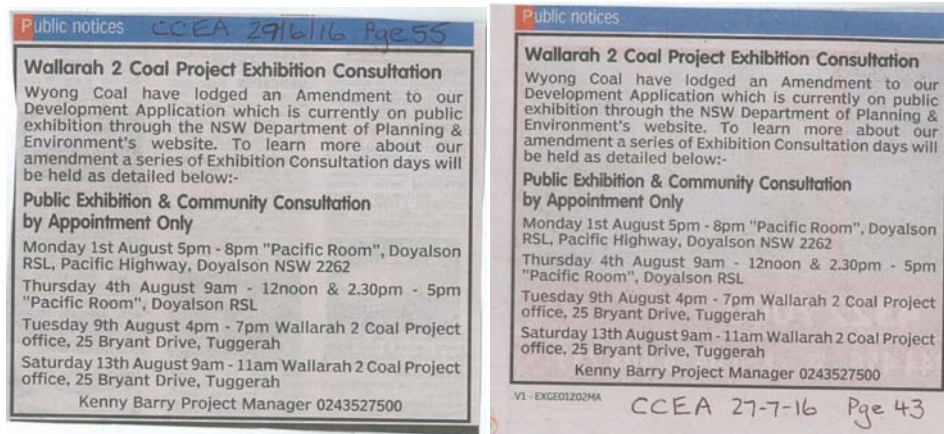 Public notices CCEA 29/6/16 Pge 55
Wallarah 2 Coal Project Exhibition Consultation
Wyong Coal have lodged an Amendment to our
Development Application which is currently on public
exhibition through the NSW Department of Planning &
Environment's website. To learn more about our
amendment a series of Exhibition Consultation days will
be held as detailed below:-
Public Exhibition & Community Consultation
by Appointment Only
Monday 1st August 5pm - 8pm "Pacific Room", Doyalson
RSL, Pacific Highway, Doyalson NSW 2262
Thursday 4th August 9am - 12noon & 2.30pm - 5pm
"Pacific Room", Doyalson RSL
Tuesday 9th August 4pm - 7pm Wallarah 2 Coal Project
office, 25 Bryant Drive, Tuggerah
Saturday 13th August 9am - 11am Wallarah 2 Coal Project
office, 25 Bryant Drive, Tuggerah
Kenny Barry Project Manager 0243527500
Public notices
Wallarah 2 Coal Project Exhibition Consultation
Wyong Coal have lodged an Amendment to our
Development Application which is currently on public
exhibition through the NSW Department of Planning &
Environment's website. To learn more about our
amendment a series of Exhibition Consultation days will
be held as detailed below:-
Public Exhibition & Community Consultation
by Appointment Only
Monday 1st August 5pm - 8pm "Pacific Room", Doyalson
RSL, Pacific Highway, Doyalson NSW 2262
Thursday 4th August 9am - 12noon & 2.30pm - 5pm
"Pacific Room", Doyalson RSL
Tuesday 9th August 4pm - 7pm Wallarah 2 Coal Project
office, 25 Bryant Drive, Tuggerah
Saturday 13th August 9am - 11am Wallarah 2 Coal Project
office, 25 Bryant Drive, Tuggerah
Kenny Barry Project Manager 0243527500
V1 - EXGE01Z02MA
CCEA 27-7-16 Pge 43